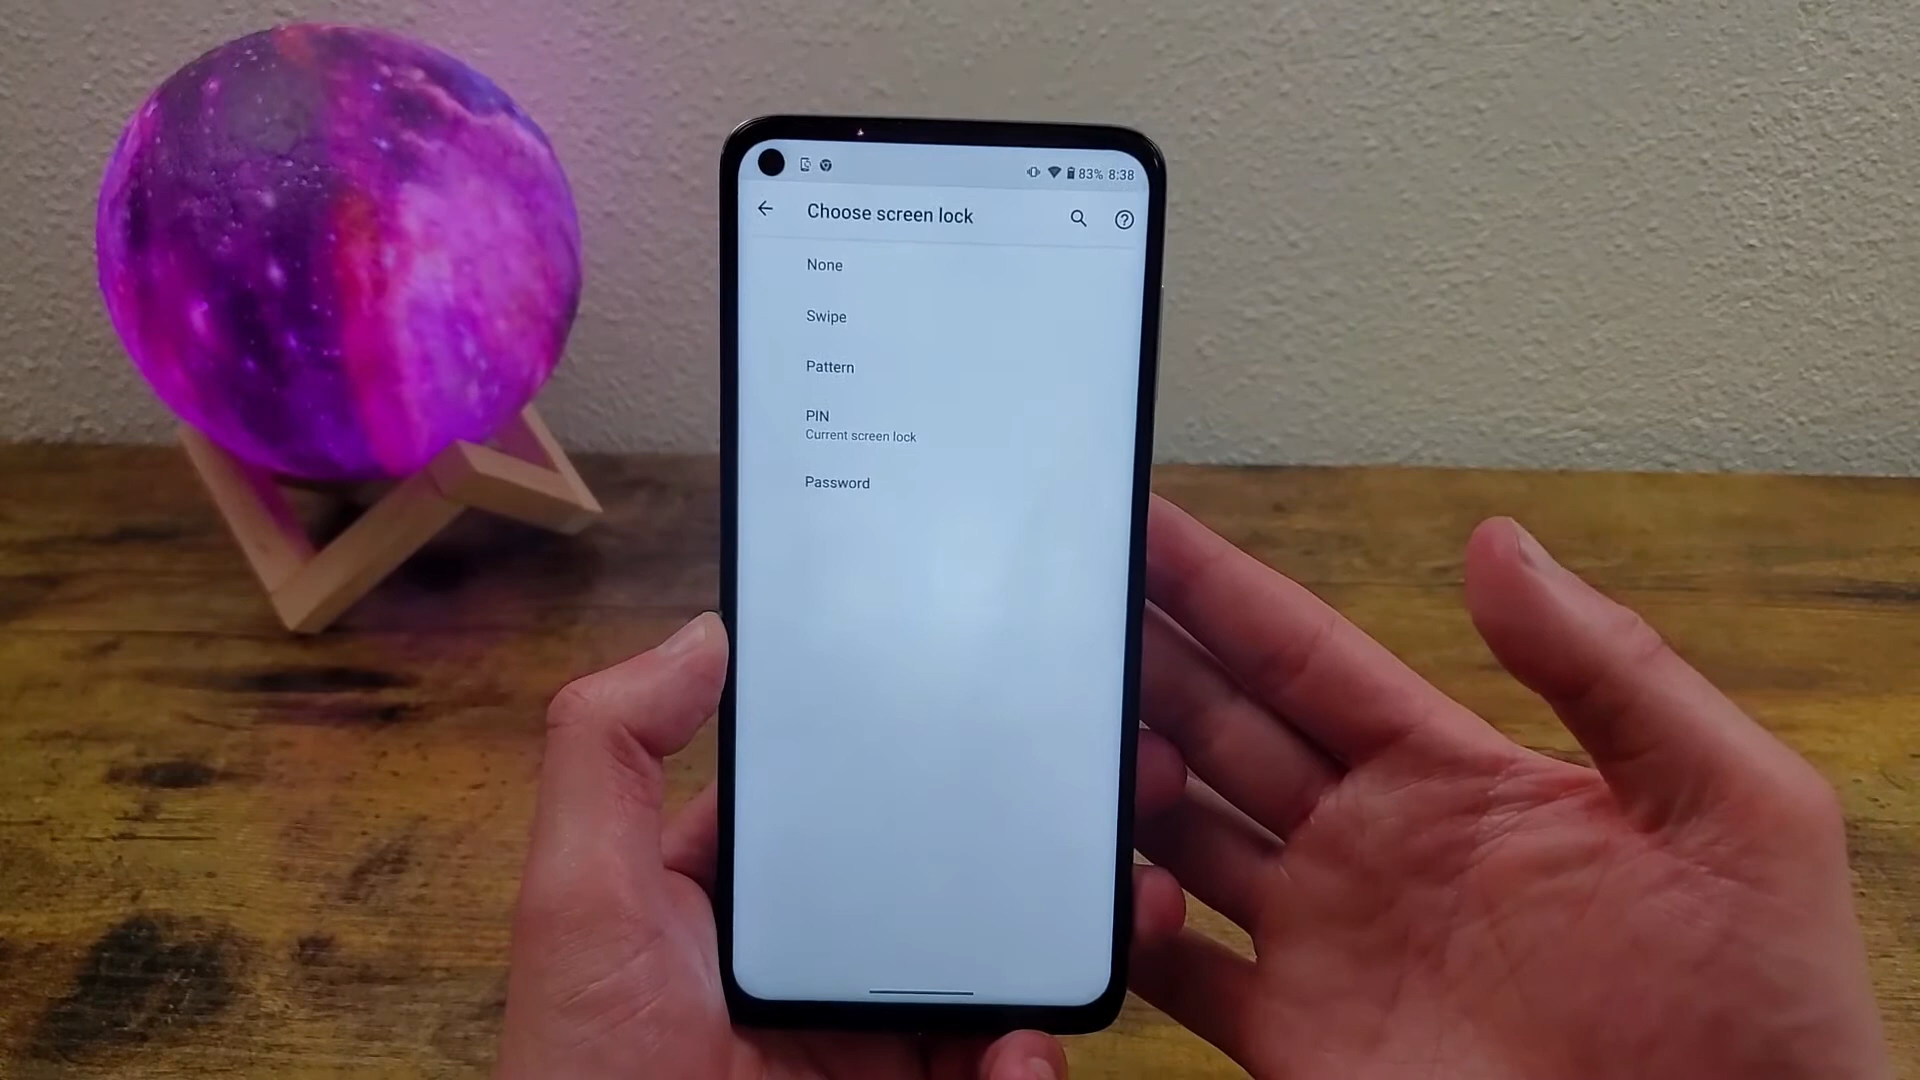 83% 8:38
Choose screen lock
None
Swipe
Pattern
PIN
Current screen lock
Password